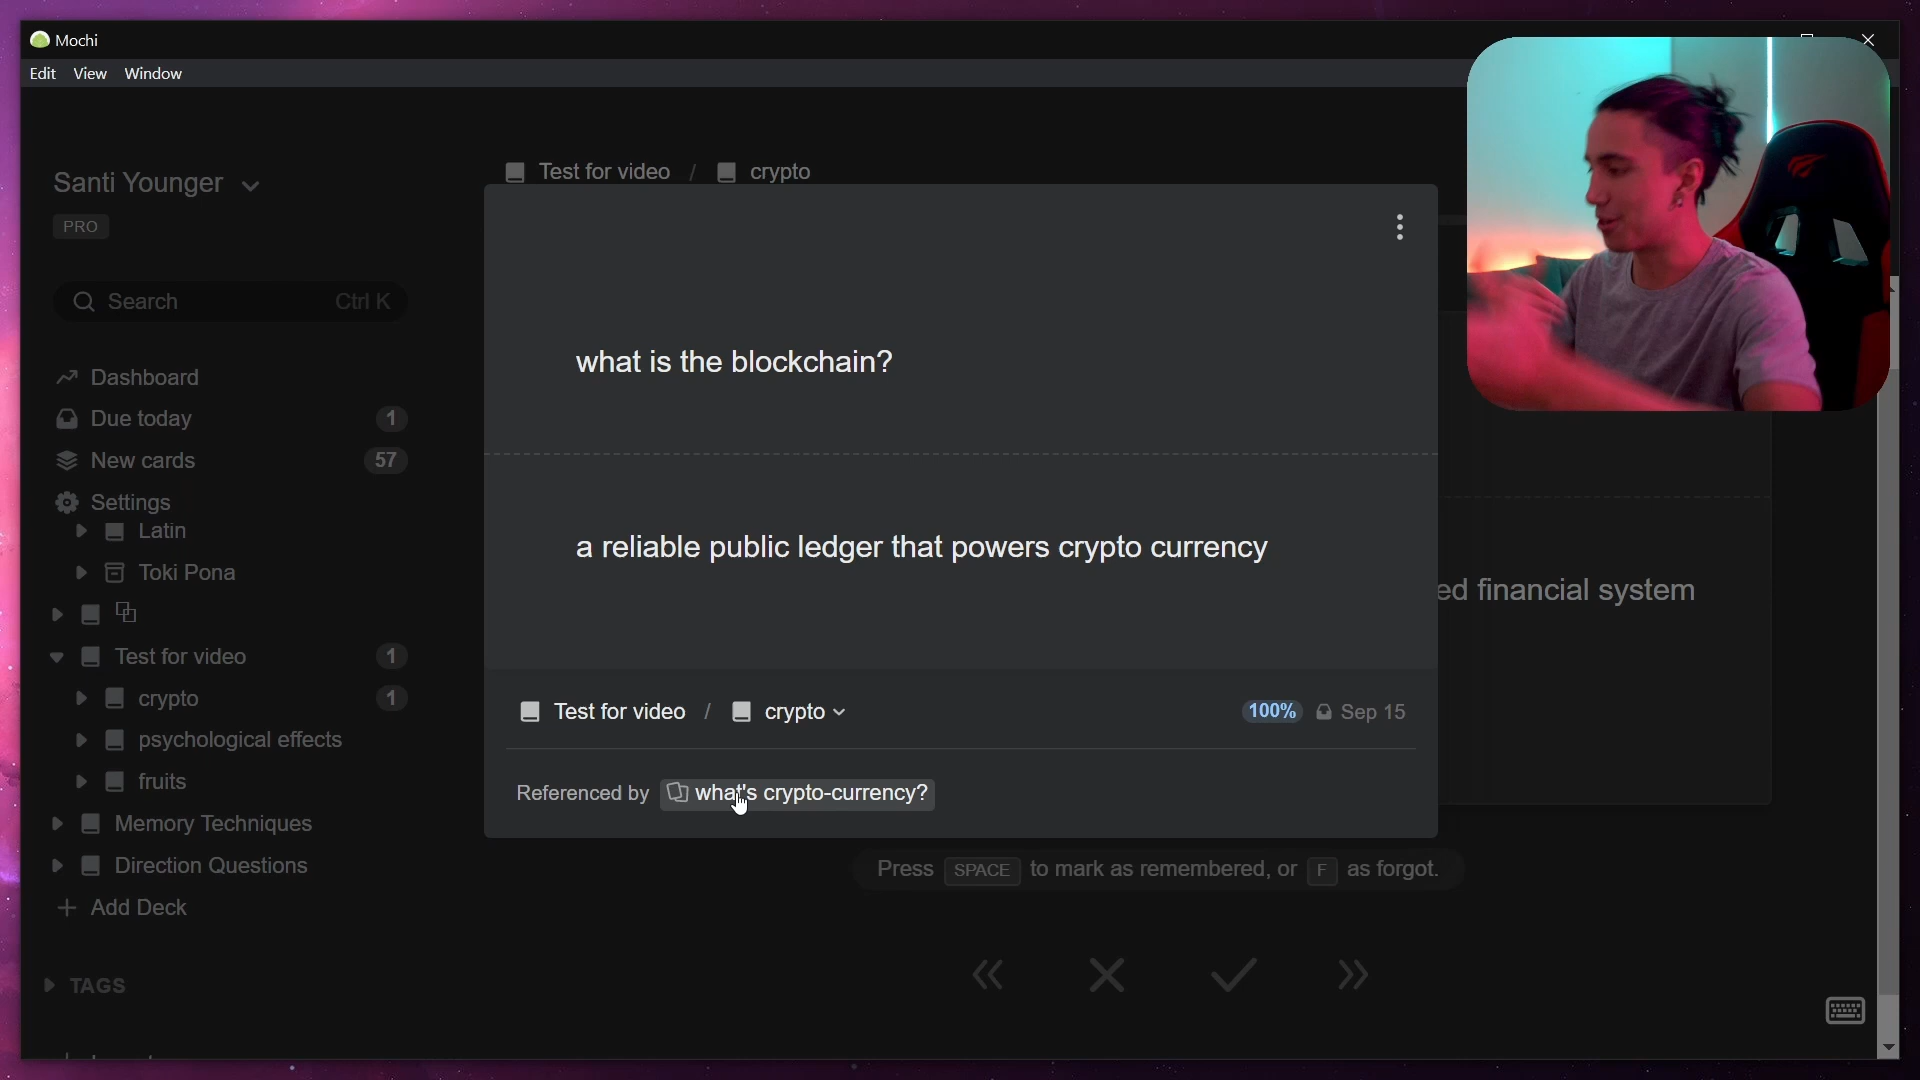 Mochi
Edit View Window
Santi Younger
PRO
Search Ctrl K
Dashboard
Due today 1
New cards 57
Settings
Latin
Toki Pona
Test for video 1
crypto 1
psychological effects
fruits
Memory Techniques
Direction Questions
Add Deck
TAGS
Test for video / crypto
what is the blockchain?
a reliable public ledger that powers crypto currency
ed financial system
Test for video / crypto 100% Sep 15
Referenced by what's crypto-currency?
Press SPACE to mark as remembered, or F as forgot.